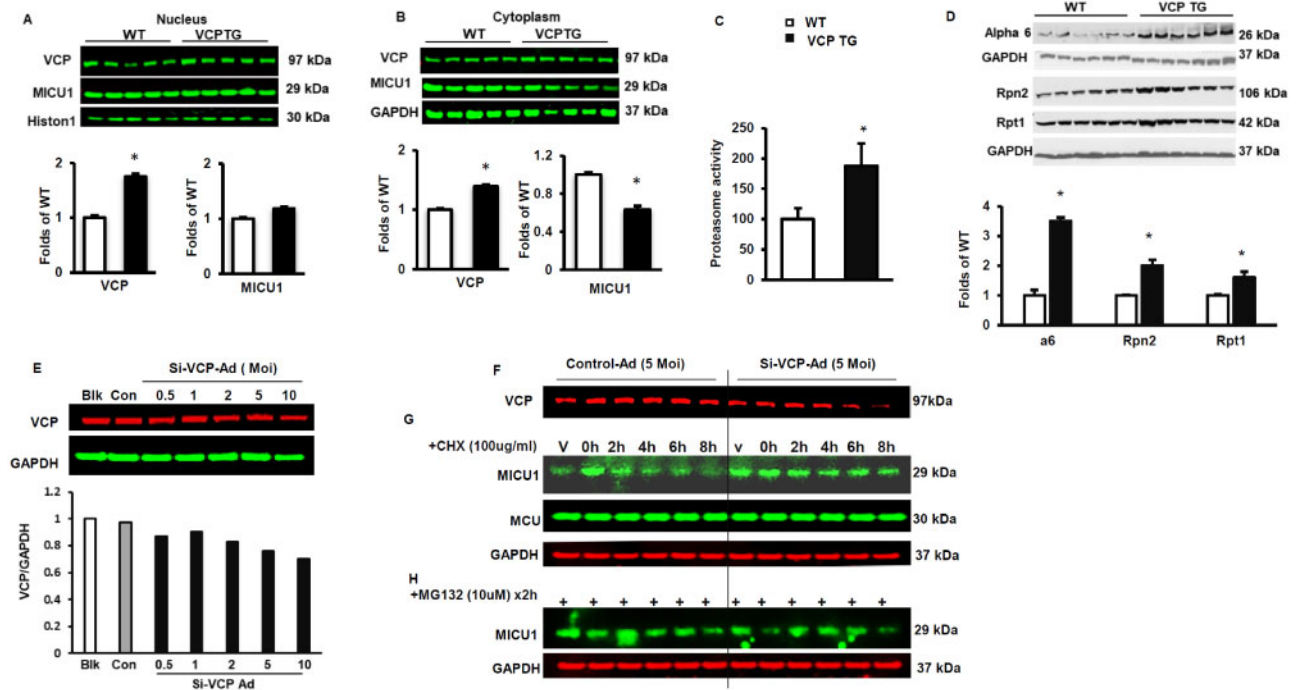 A
Nucleus
WT VCPTG
VCP 97 kDa
MICU1 29 kDa
Histon1 30 kDa
Folds of WT
2
1
0
*
VCP
Folds of WT
2
1
0
MICU1
B
Cytoplasm
WT VCPTG
VCP 97 kDa
MICU1 29 kDa
GAPDH 37 kDa
Folds of WT
2
1
0
*
VCP
Folds of WT
1.2
0.9
0.6
0.3
0
*
MICU1
C
WT
VCP TG
Proteasome activity
250
200
150
100
50
0
*
D
WT VCP TG
Alpha 6 26 kDa
GAPDH 37 kDa
Rpn2 106 kDa
Rpt1 42 kDa
GAPDH 37 kDa
Folds of WT
4
3
2
1
0
* * *
a6 Rpn2 Rpt1
E
Si-VCP-Ad ( Moi)
Blk Con 0.5 1 2 5 10
VCP
GAPDH
VCP/GAPDH
1.2
1
0.8
0.6
0.4
0.2
0
Blk Con 0.5 1 2 5 10
Si-VCP Ad
F
Control-Ad (5 Moi) Si-VCP-Ad (5 Moi)
VCP 97kDa
G
+CHX (100ug/ml) V 0h 2h 4h 6h 8h v 0h 2h 4h 6h 8h
MICU1 29 kDa
MCU 30 kDa
GAPDH 37 kDa
H
+MG132 (10uM) x2h + + + + + + + + + + + +
MICU1 29 kDa
GAPDH 37 kDa